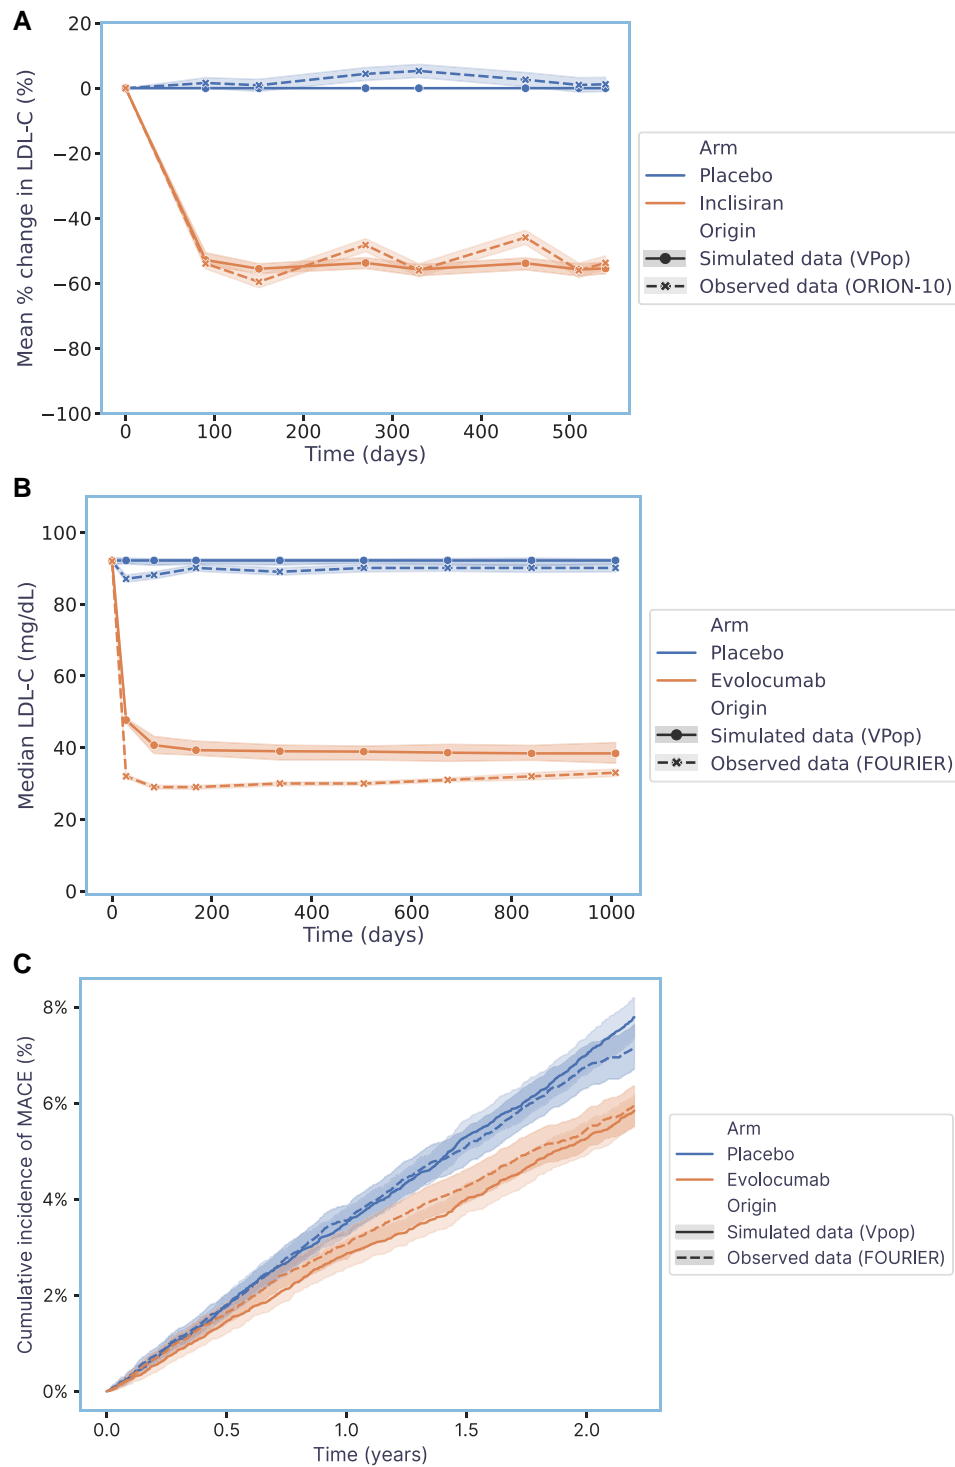 A
20
0
−20
−40
−60
−80
−100
Mean % change in LDL-C (%)
0 100 200 300 400 500
Time (days)
Arm
Placebo
Inclisiran
Origin
Simulated data (VPop)
Observed data (ORION-10)
B
100
80
60
40
20
0
Median LDL-C (mg/dL)
0 200 400 600 800 1000
Time (days)
Arm
Placebo
Evolocumab
Origin
Simulated data (VPop)
Observed data (FOURIER)
C
8%
6%
4%
2%
0%
Cumulative incidence of MACE (%)
0.0 0.5 1.0 1.5 2.0
Time (years)
Arm
Placebo
Evolocumab
Origin
Simulated data (Vpop)
Observed data (FOURIER)